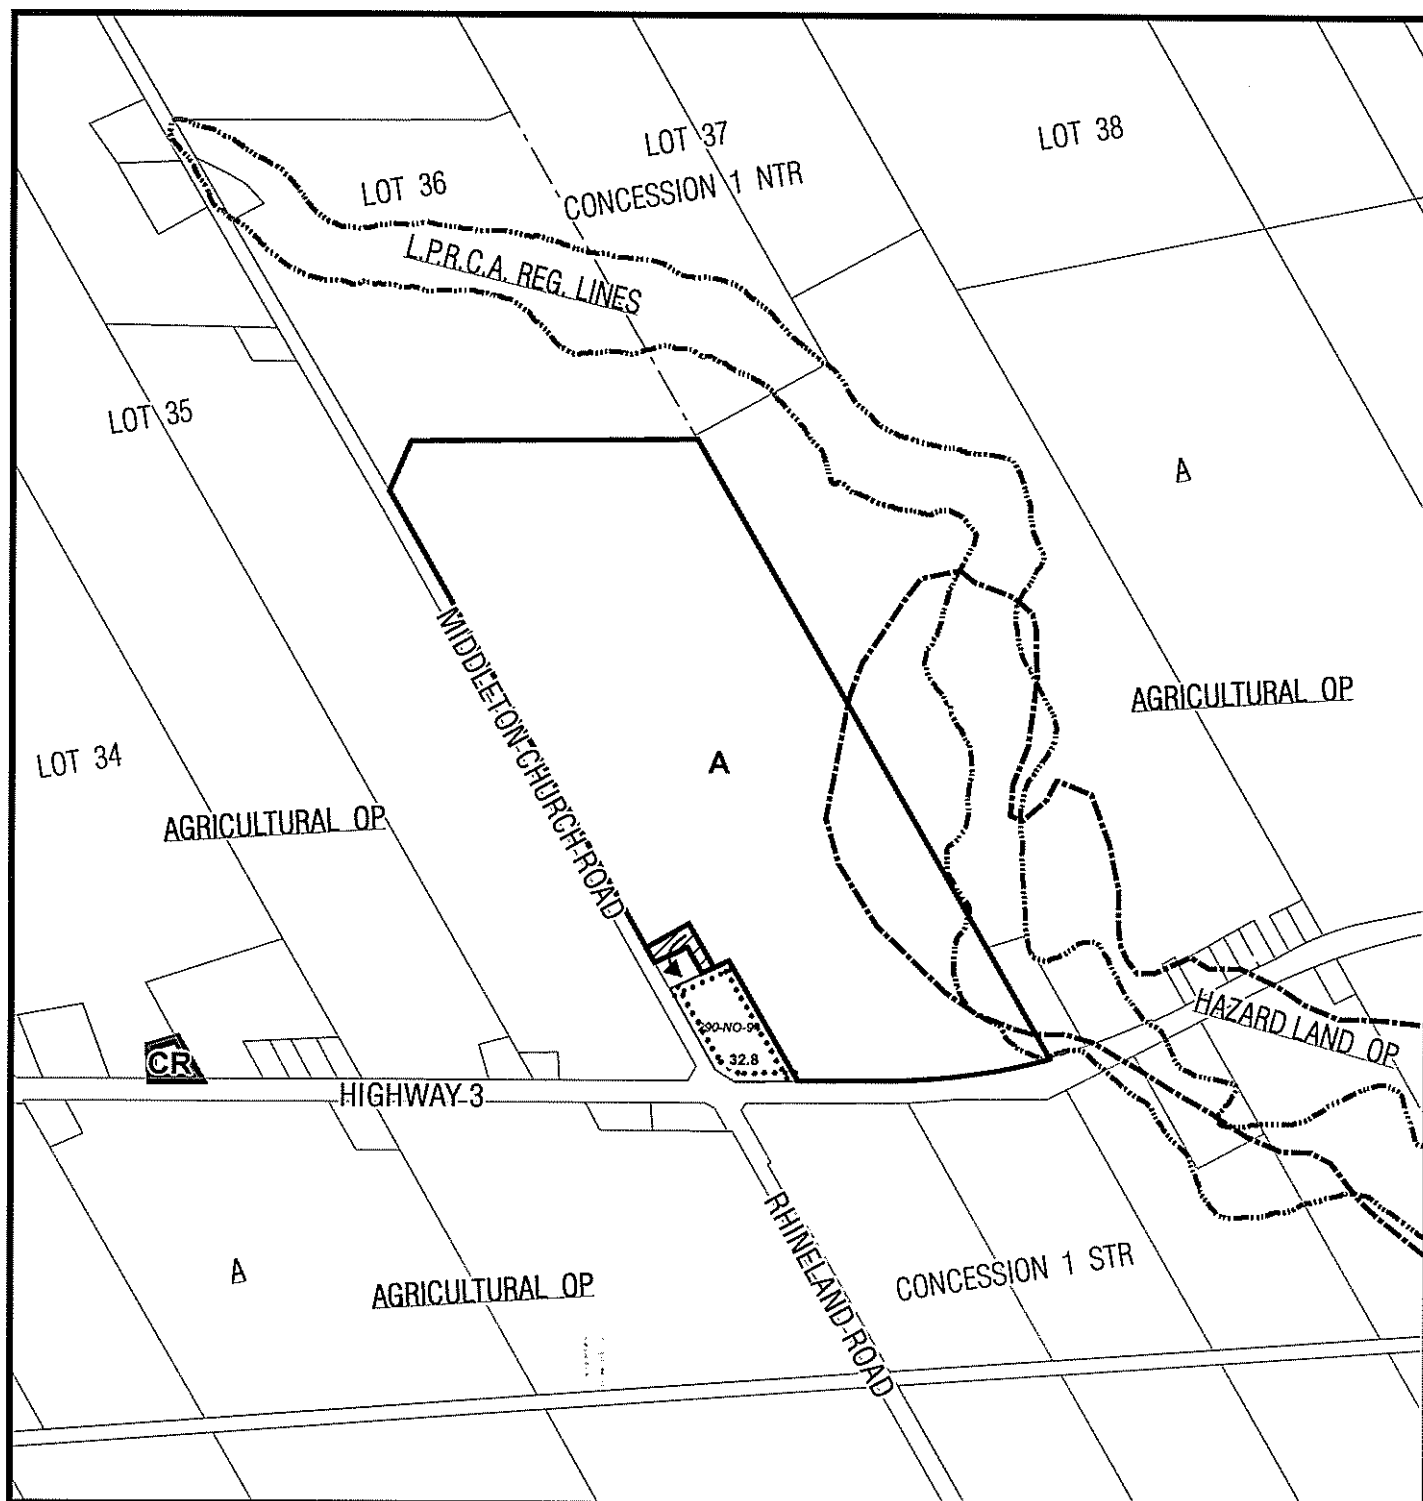 LOT 37
LOT 38
LOT 36
CONCESSION 1 NTR
L.P.R.C.A. REG. LINES
LOT 35
A
AGRICULTURAL OP
MIDDLETON-CHURCH-ROAD
LOT 34
A
AGRICULTURAL OP
HAZARD LAND OP
32.8
CR
HIGHWAY 3
RHINELAND-ROAD
CONCESSION 1 STR
A
AGRICULTURAL OP